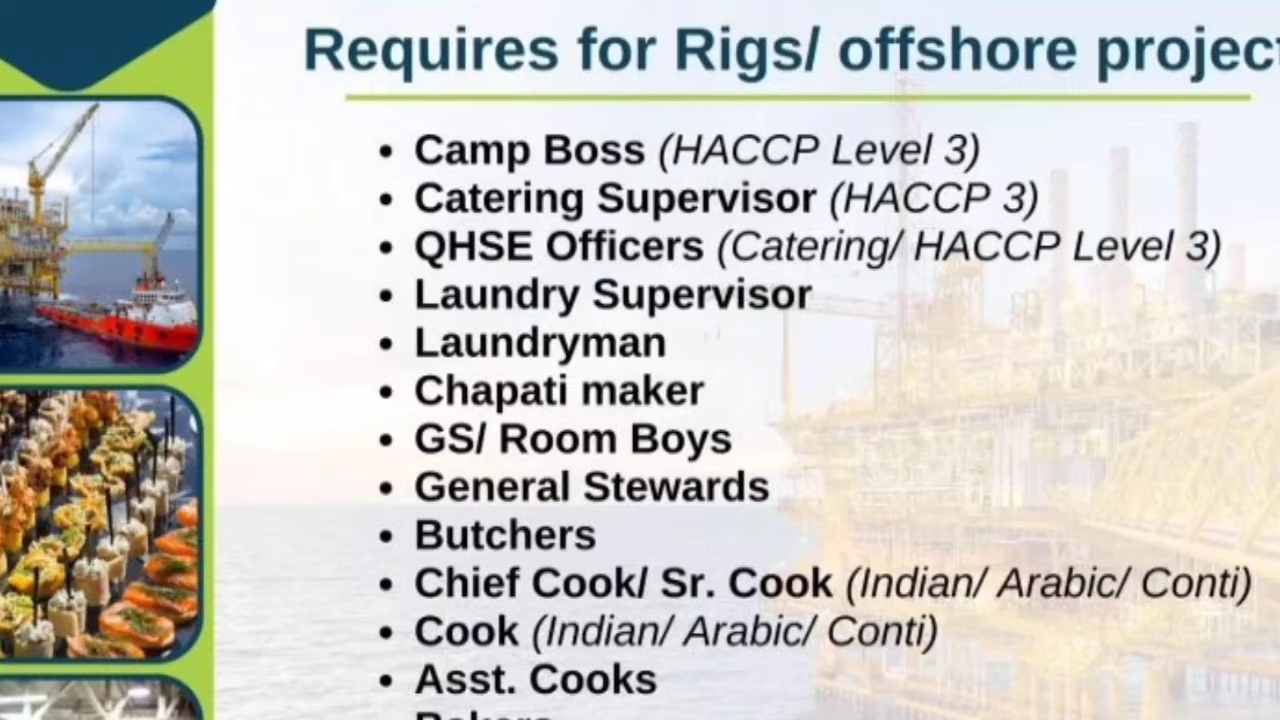 Requires for Rigs/ offshore project
• Camp Boss (HACCP Level 3)
• Catering Supervisor (HACCP 3)
• QHSE Officers (Catering/ HACCP Level 3)
• Laundry Supervisor
• Laundryman
• Chapati maker
• GS/ Room Boys
• General Stewards
• Butchers
• Chief Cook/ Sr. Cook (Indian/ Arabic/ Conti)
• Cook (Indian/ Arabic/ Conti)
• Asst. Cooks